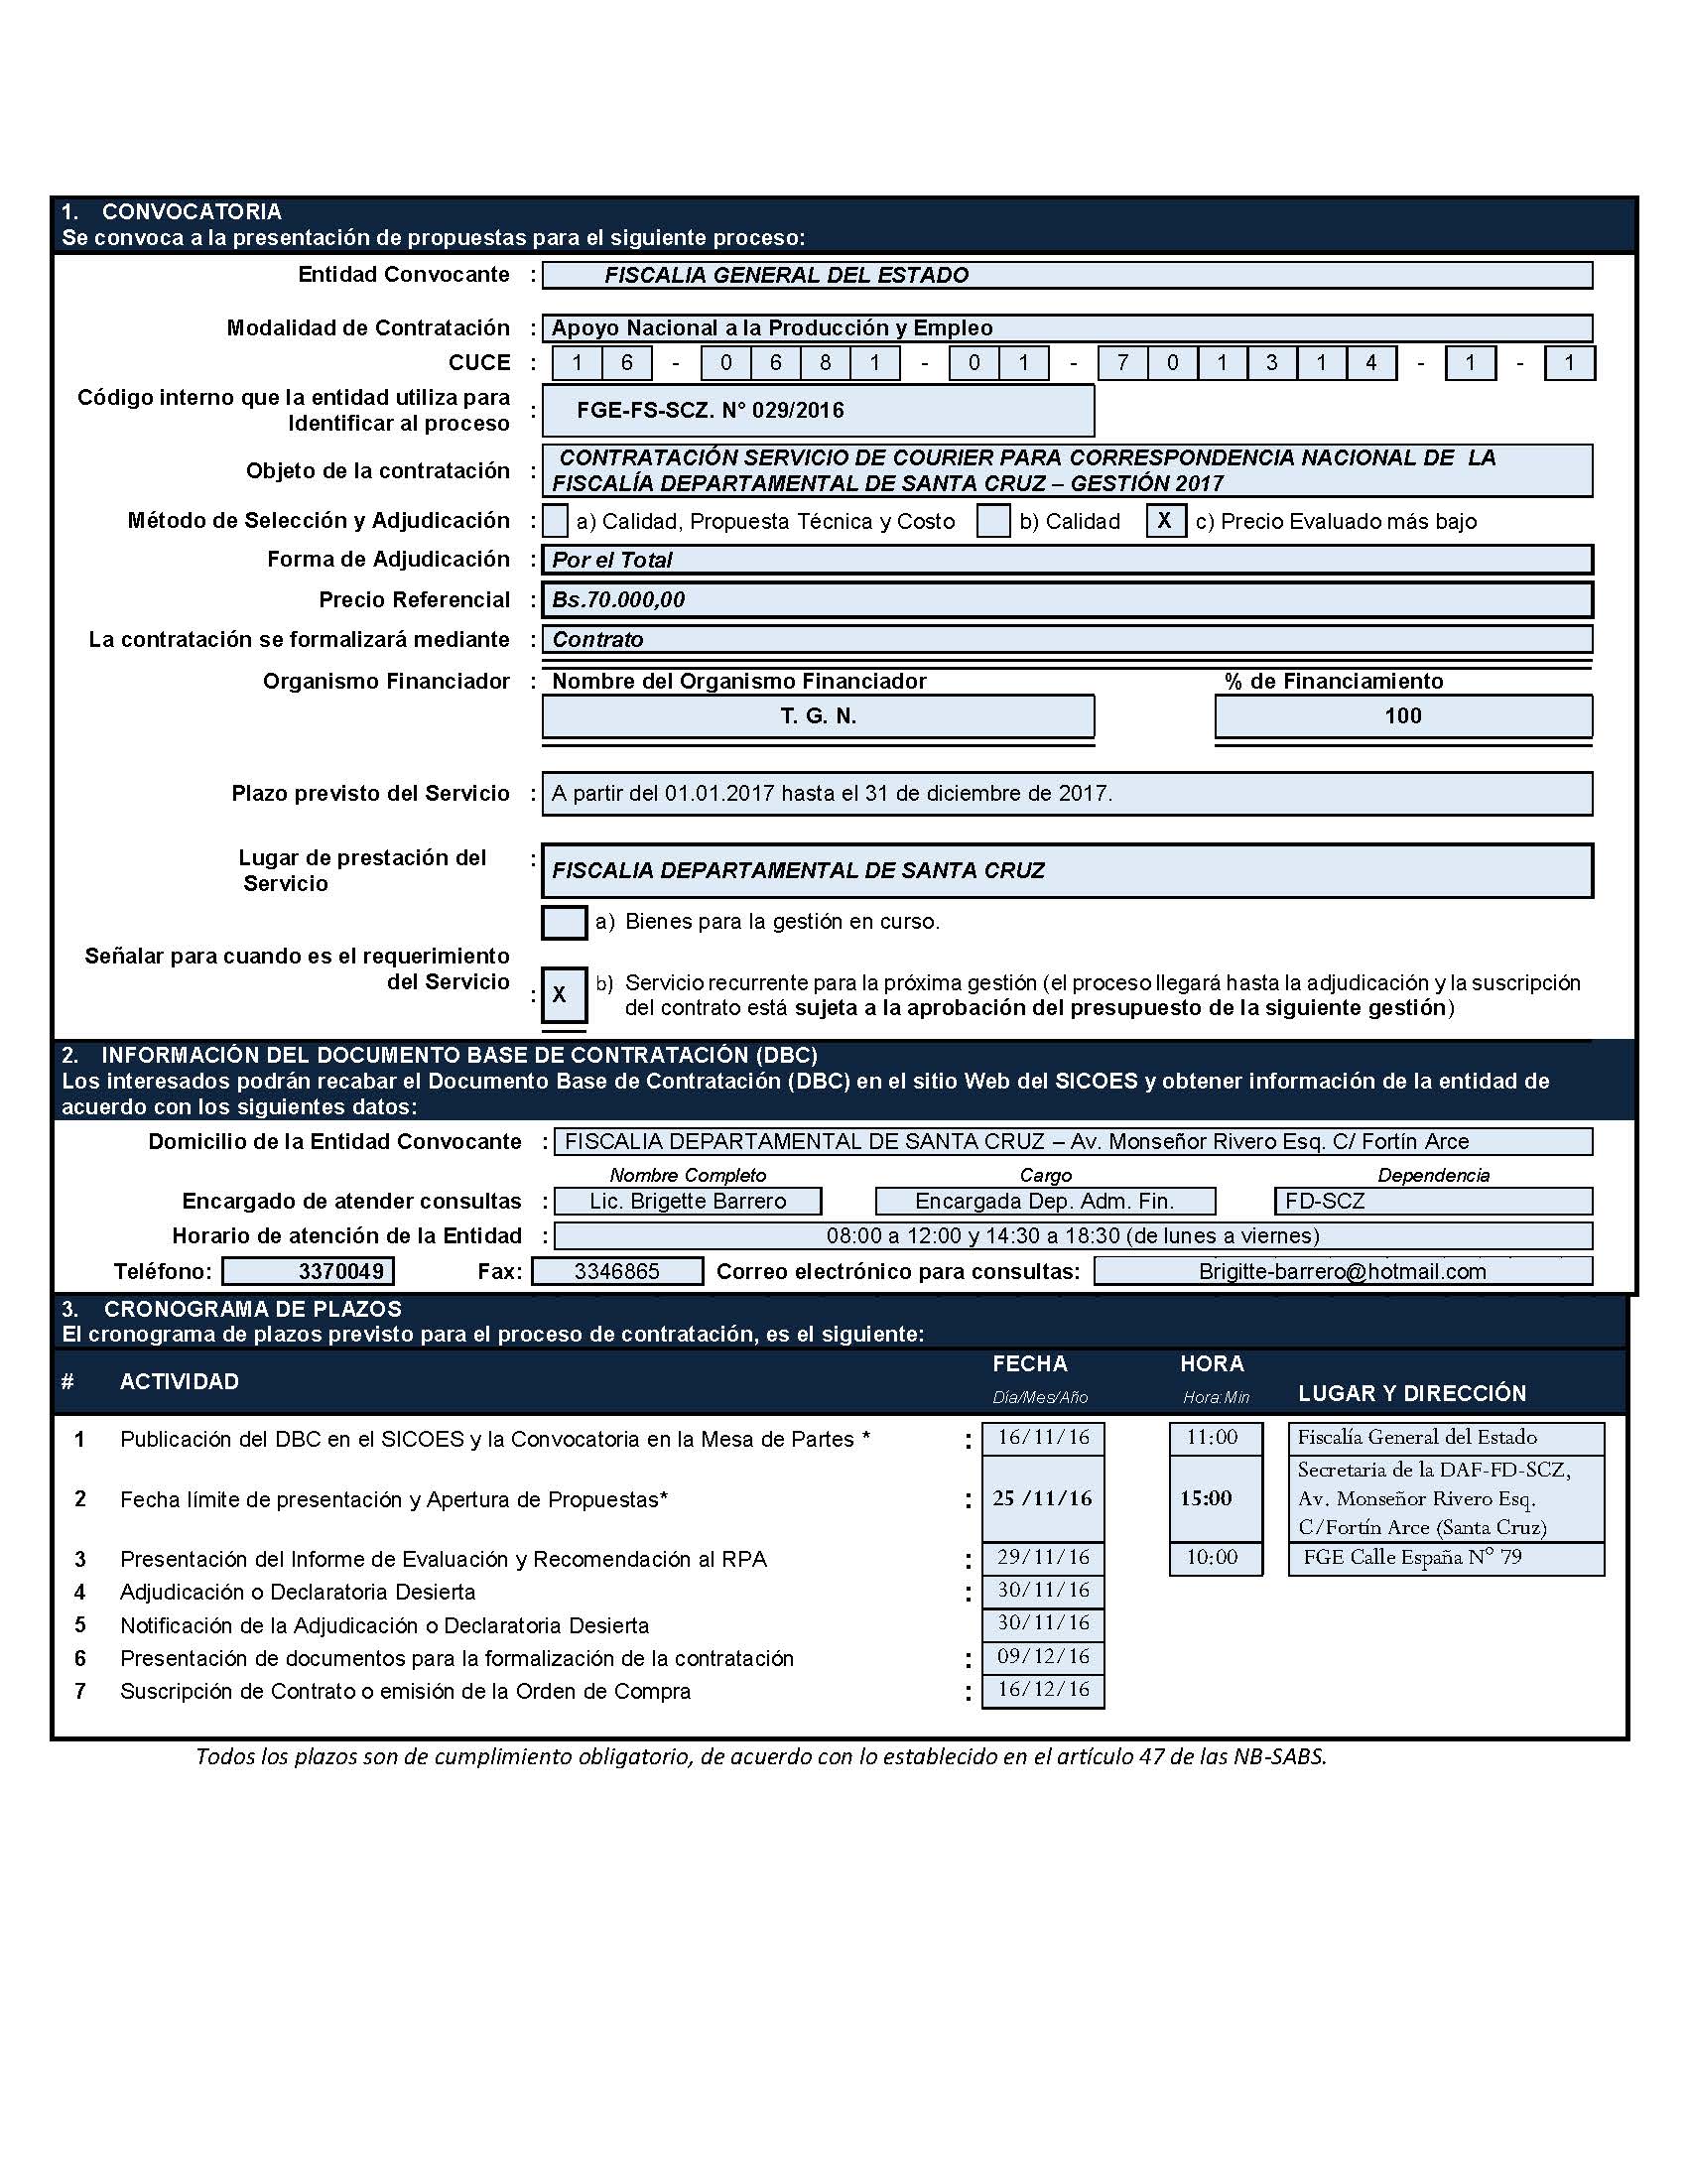 1. CONVOCATORIA
Se convoca a la presentación de propuestas para el siguiente proceso:
Entidad Convocante : FISCALIA GENERAL DEL ESTADO
Modalidad de Contratación : Apoyo Nacional a la Producción y Empleo
CUCE : 1 6 - 0 6 8 1 - 0 1 - 7 0 1 3 1 4 - 1 - 1
Código interno que la entidad utiliza para
Identificar al proceso : FGE-FS-SCZ. N° 029/2016
Objeto de la contratación : CONTRATACIÓN SERVICIO DE COURIER PARA CORRESPONDENCIA NACIONAL DE LA
FISCALÍA DEPARTAMENTAL DE SANTA CRUZ – GESTIÓN 2017
Método de Selección y Adjudicación : a) Calidad, Propuesta Técnica y Costo b) Calidad X c) Precio Evaluado más bajo
Forma de Adjudicación : Por el Total
Precio Referencial : Bs.70.000,00
La contratación se formalizará mediante : Contrato
Organismo Financiador : Nombre del Organismo Financiador % de Financiamiento
T. G. N. 100
Plazo previsto del Servicio : A partir del 01.01.2017 hasta el 31 de diciembre de 2017.
Lugar de prestación del
Servicio : FISCALIA DEPARTAMENTAL DE SANTA CRUZ
a) Bienes para la gestión en curso.
Señalar para cuando es el requerimiento
del Servicio : X b) Servicio recurrente para la próxima gestión (el proceso llegará hasta la adjudicación y la suscripción
del contrato está sujeta a la aprobación del presupuesto de la siguiente gestión)
2. INFORMACIÓN DEL DOCUMENTO BASE DE CONTRATACIÓN (DBC)
Los interesados podrán recabar el Documento Base de Contratación (DBC) en el sitio Web del SICOES y obtener información de la entidad de
acuerdo con los siguientes datos:
Domicilio de la Entidad Convocante : FISCALIA DEPARTAMENTAL DE SANTA CRUZ – Av. Monseñor Rivero Esq. C/ Fortín Arce
Nombre Completo Cargo Dependencia
Encargado de atender consultas : Lic. Brigette Barrero Encargada Dep. Adm. Fin. FD-SCZ
Horario de atención de la Entidad : 08:00 a 12:00 y 14:30 a 18:30 (de lunes a viernes)
Teléfono: 3370049 Fax: 3346865 Correo electrónico para consultas: Brigitte-barrero@hotmail.com
3. CRONOGRAMA DE PLAZOS
El cronograma de plazos previsto para el proceso de contratación, es el siguiente:
# ACTIVIDAD FECHA HORA LUGAR Y DIRECCIÓN
Día/Mes/Año Hora:Min
1 Publicación del DBC en el SICOES y la Convocatoria en la Mesa de Partes * : 16/11/16 11:00 Fiscalía General del Estado
2 Fecha límite de presentación y Apertura de Propuestas* : 25 /11/16 15:00 Secretaria de la DAF-FD-SCZ,
Av. Monseñor Rivero Esq.
C/Fortín Arce (Santa Cruz)
3 Presentación del Informe de Evaluación y Recomendación al RPA : 29/11/16 10:00 FGE Calle España N° 79
4 Adjudicación o Declaratoria Desierta : 30/11/16
5 Notificación de la Adjudicación o Declaratoria Desierta 30/11/16
6 Presentación de documentos para la formalización de la contratación : 09/12/16
7 Suscripción de Contrato o emisión de la Orden de Compra : 16/12/16
Todos los plazos son de cumplimiento obligatorio, de acuerdo con lo establecido en el artículo 47 de las NB-SABS.